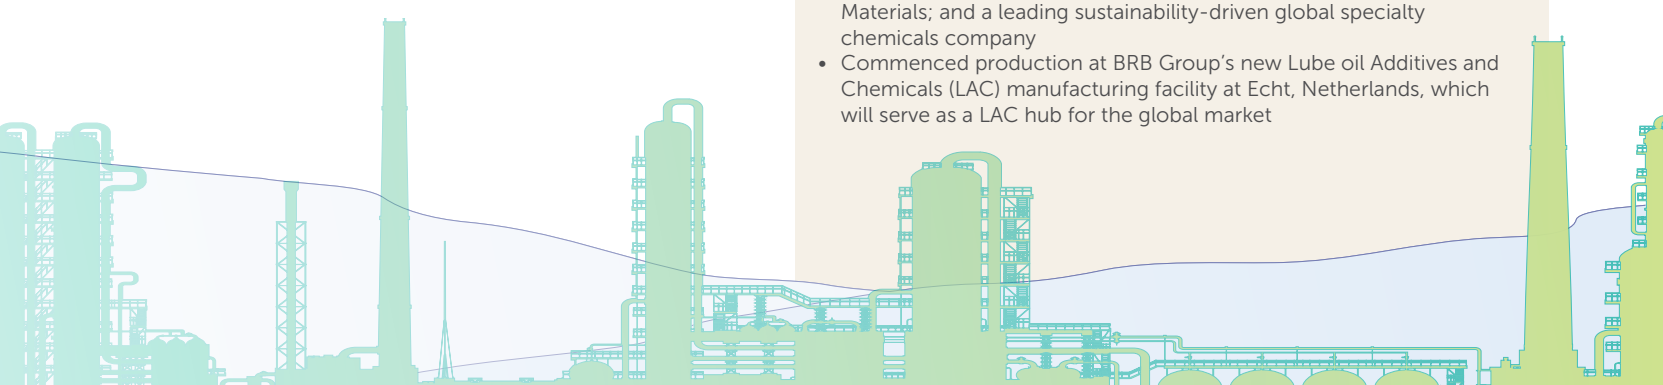 Materials; and a leading sustainability-driven global specialty
chemicals company
• Commenced production at BRB Group’s new Lube oil Additives and
Chemicals (LAC) manufacturing facility at Echt, Netherlands, which
will serve as a LAC hub for the global market